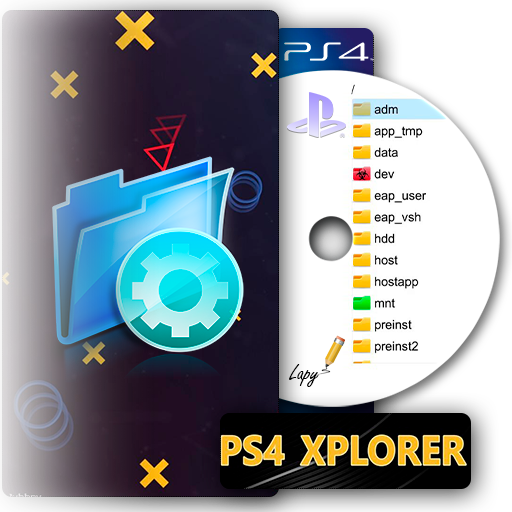 PS4
/
adm
app_tmp
data
dev
eap_user
eap_vsh
hdd
host
hostapp
mnt
preinst
preinst2
Lapy
PS4 XPLORER